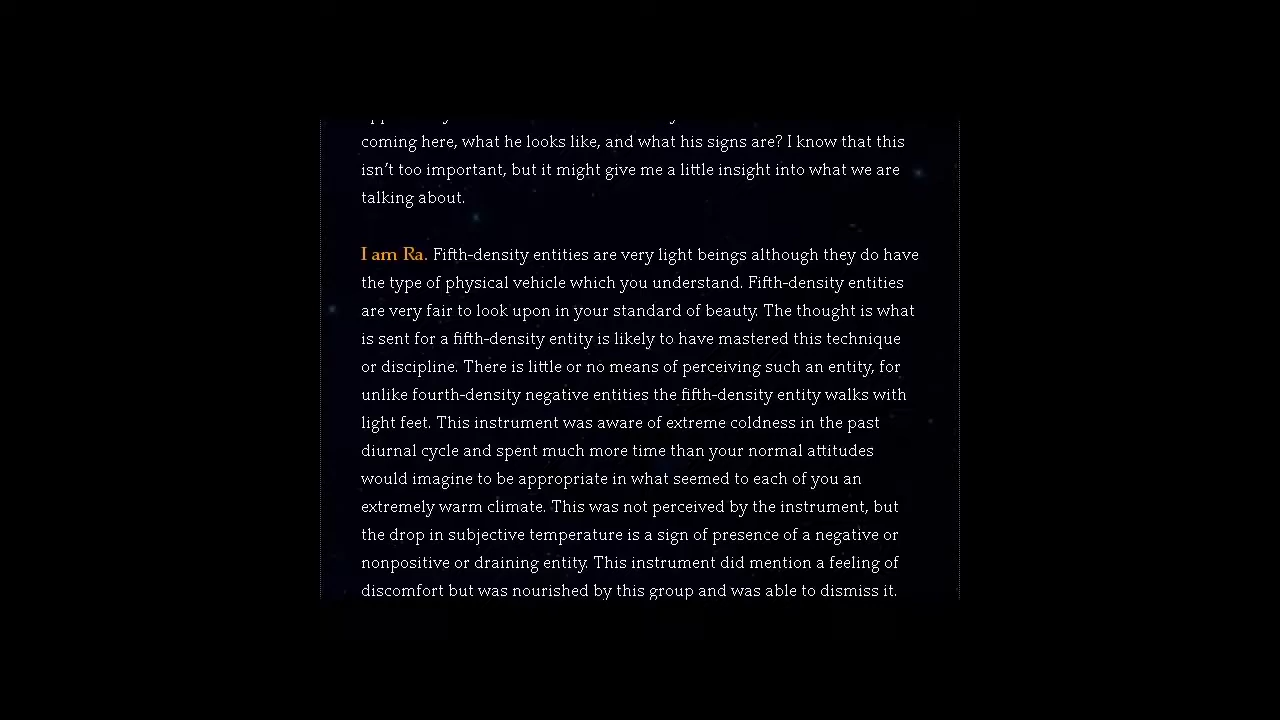 coming here, what he looks like, and what his signs are? I know that this
isn't too important, but it might give me a little insight into what we are
talking about.
I am Ra. Fifth-density entities are very light beings although they do have
the type of physical vehicle which you understand. Fifth-density entities
are very fair to look upon in your standard of beauty. The thought is what
is sent for a fifth-density entity is likely to have mastered this technique
or discipline. There is little or no means of perceiving such an entity, for
unlike fourth-density negative entities the fifth-density entity walks with
light feet. This instrument was aware of extreme coldness in the past
diurnal cycle and spent much more time than your normal attitudes
would imagine to be appropriate in what seemed to each of you an
extremely warm climate. This was not perceived by the instrument, but
the drop in subjective temperature is a sign of presence of a negative or
nonpositive or draining entity. This instrument did mention a feeling of
discomfort but was nourished by this group and was able to dismiss it.